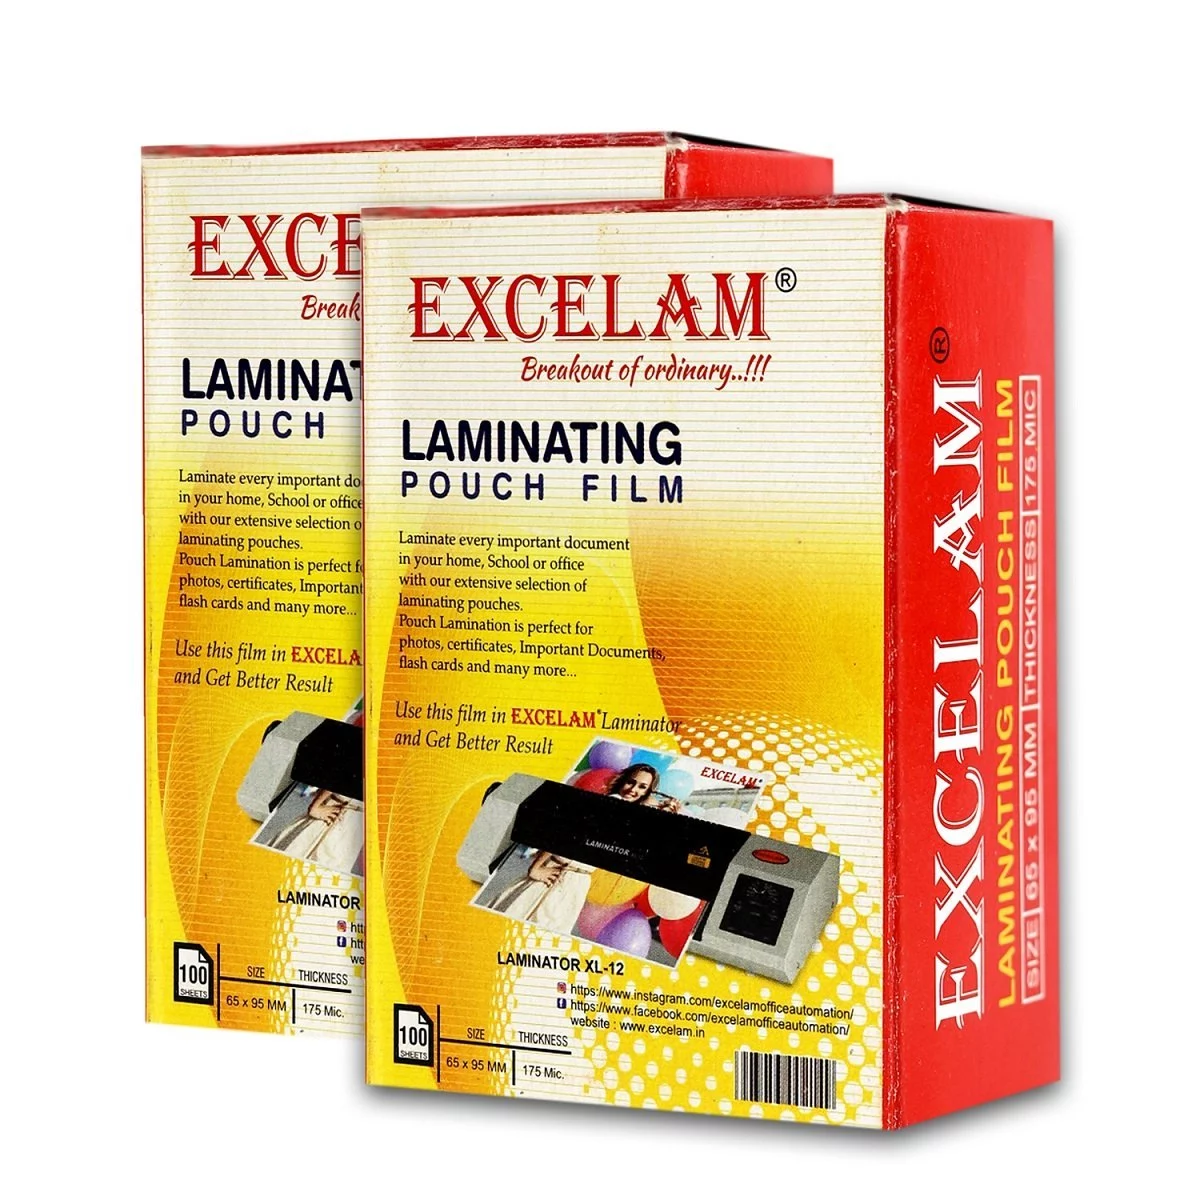 EXCE
Break
LAMINAT
POUCH
Laminate every important do
in your home, School or office
with our extensive selection o
laminating pouches.
Pouch Lamination is perfect f
photos, certificates, Important
flash cards and many more...
Use this film in EXCELA
and Get Better Result
LAMINATOR
htt
htt
we
100
SHEETS
SIZE
THICKNESS
65 x 95 MM
175 Mic.
EXCELAM®
Breakout of ordinary..!!!
LAMINATING
POUCH FILM
Laminate every important document
in your home, School or office
with our extensive selection of
laminating pouches.
Pouch Lamination is perfect for
photos, certificates, Important Documents,
flash cards and many more...
Use this film in EXCELAM® Laminator
and Get Better Result
EXCELAM®
LAMINATOR
LAMINATOR XL-12
https://www.instagram.com/excelamofficeautomation/
https://www.facebook.com/excelamofficeautomation/
website : www.excelam.in
100
SHEETS
SIZE
THICKNESS
65 x 95 MM
175 Mic.
EXCELAM®
LAMINATING POUCH FILM
SIZE 65 x 95 MM THICKNESS 175 MIC